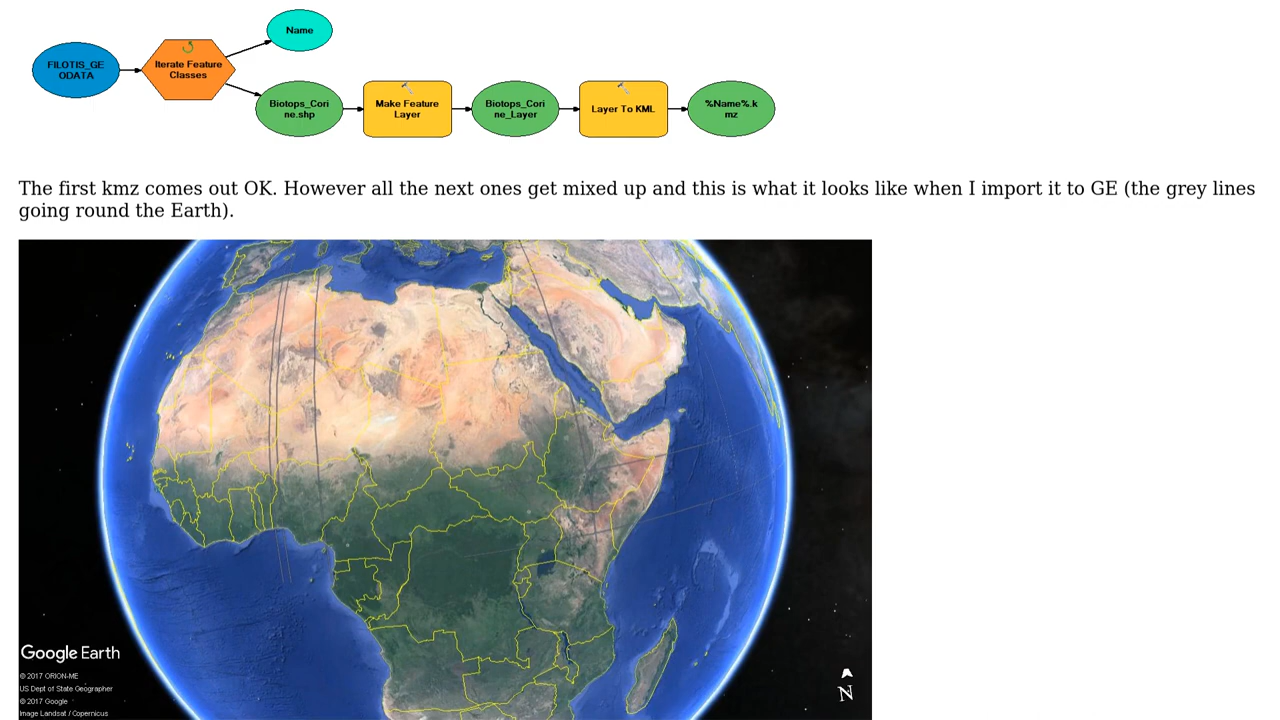 Name
FILOTIS_GE
ODATA
Iterate Feature
Classes
Biotops_Cori
ne.shp
Make Feature
Layer
Biotops_Cori
ne_Layer
Layer To KML
%Name%.k
mz
The first kmz comes out OK. However all the next ones get mixed up and this is what it looks like when I import it to GE (the grey lines
going round the Earth).
Google Earth
© 2017 ORION-ME
US Dept of State Geographer
© 2017 Google
Image Landsat / Copernicus
N